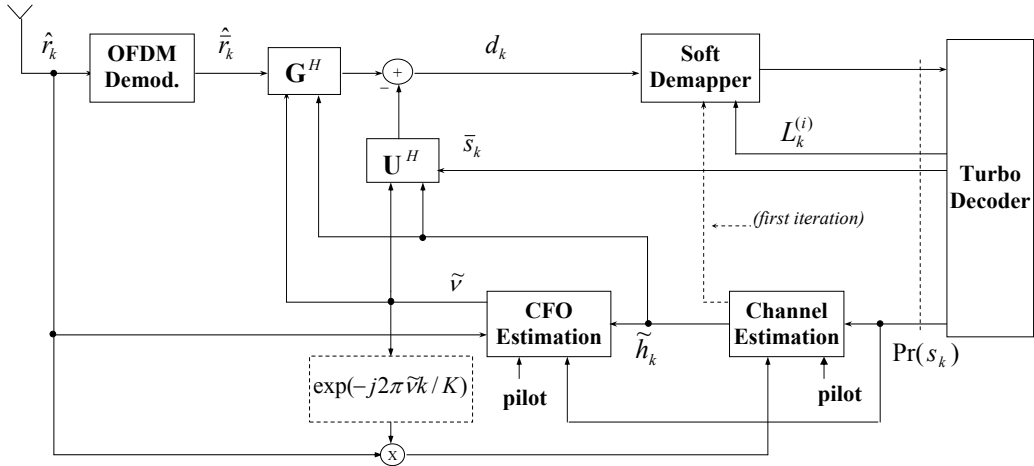 r̂_k
OFDM
Demod.
r̄̂_k
G^H
+
−
d_k
Soft
Demapper
L_k^{(i)}
U^H
s̄_k
Turbo
Decoder
(first iteration)
ṽ
CFO
Estimation
h̃_k
Channel
Estimation
Pr(s_k)
exp(−j2πṽk / K)
pilot
pilot
x